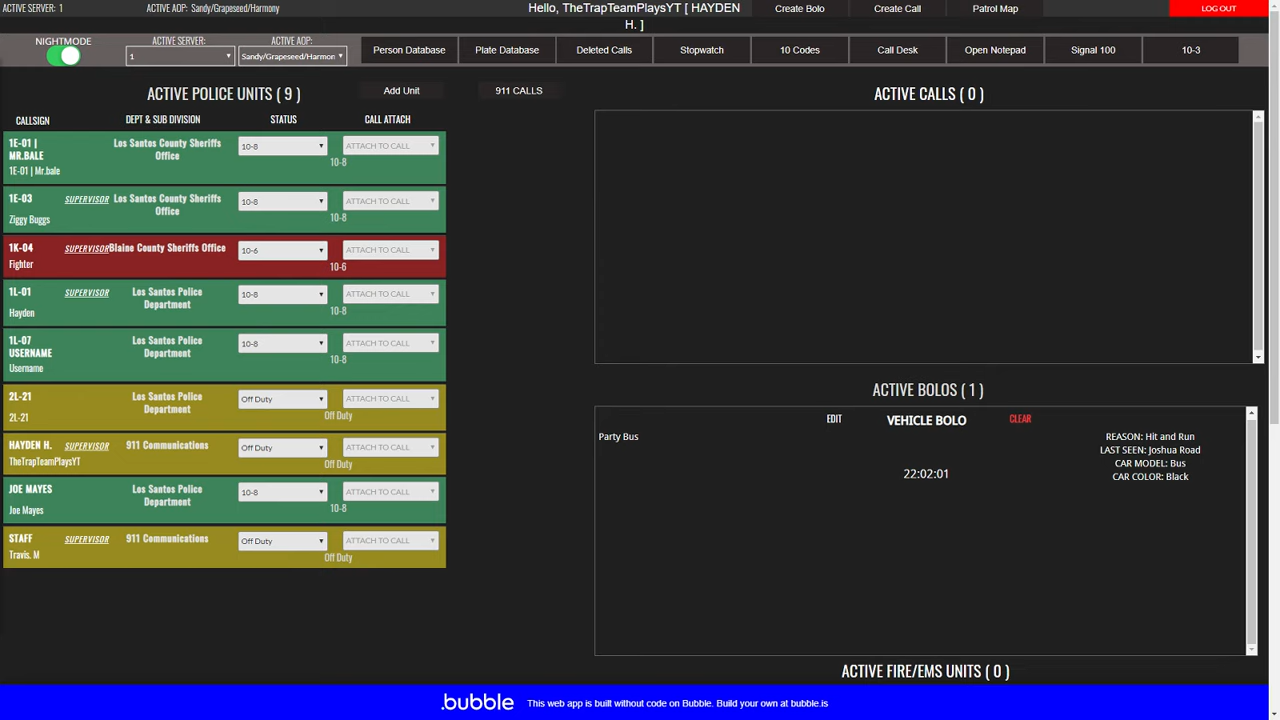 ACTIVE SERVER: 1
ACTIVE AOP: Sandy/Grapeseed/Harmony
Hello, TheTrapTeamPlaysYT [ HAYDEN
H. ]
Create Bolo
Create Call
Patrol Map
LOG OUT
NIGHTMODE
ACTIVE SERVER:
1
ACTIVE AOP:
Sandy/Grapeseed/Harmon
Person Database
Plate Database
Deleted Calls
Stopwatch
10 Codes
Call Desk
Open Notepad
Signal 100
10-3
ACTIVE POLICE UNITS ( 9 )
Add Unit
911 CALLS
CALLSIGN
DEPT & SUB DIVISION
STATUS
CALL ATTACH
1E-01 |
MR.BALE
1E-01 | Mr.bale
Los Santos County Sheriffs
Office
10-8
ATTACH TO CALL
10-8
1E-03
SUPERVISOR
Ziggy Buggs
Los Santos County Sheriffs
Office
10-8
ATTACH TO CALL
10-8
1K-04
SUPERVISOR
Fighter
Blaine County Sheriffs Office
10-6
ATTACH TO CALL
10-6
1L-01
SUPERVISOR
Hayden
Los Santos Police
Department
10-8
ATTACH TO CALL
10-8
1L-07
USERNAME
Username
Los Santos Police
Department
10-8
ATTACH TO CALL
10-8
2L-21
2L-21
Los Santos Police
Department
Off Duty
ATTACH TO CALL
Off Duty
HAYDEN H.
SUPERVISOR
TheTrapTeamPlaysYT
911 Communications
Off Duty
ATTACH TO CALL
Off Duty
JOE MAYES
Joe Mayes
Los Santos Police
Department
10-8
ATTACH TO CALL
10-8
STAFF
SUPERVISOR
Travis. M
911 Communications
Off Duty
ATTACH TO CALL
Off Duty
ACTIVE CALLS ( 0 )
ACTIVE BOLOS ( 1 )
EDIT
VEHICLE BOLO
CLEAR
Party Bus
22:02:01
REASON: Hit and Run
LAST SEEN: Joshua Road
CAR MODEL: Bus
CAR COLOR: Black
ACTIVE FIRE/EMS UNITS ( 0 )
.bubble
This web app is built without code on Bubble. Build your own at bubble.is